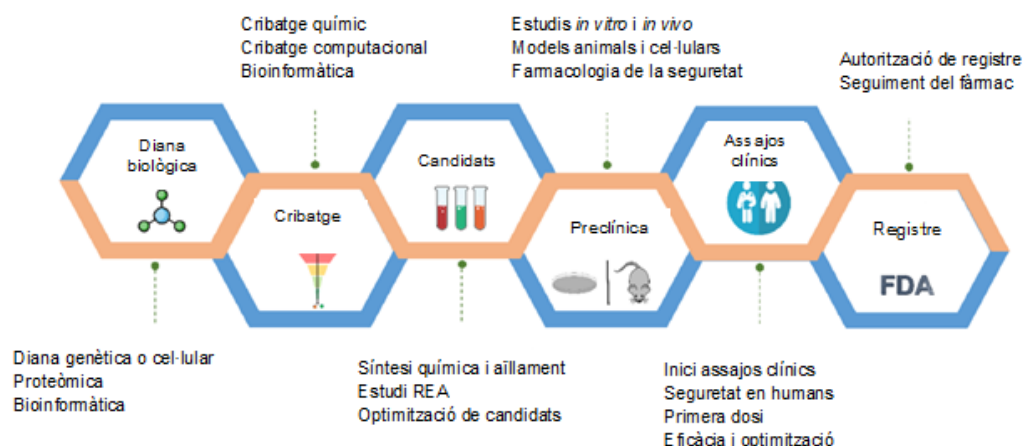 Cribatge químic
Cribatge computacional
Bioinformàtica
Estudis in vitro i in vivo
Models animals i cel·lulars
Farmacologia de la seguretat
Autorització de registre
Seguiment del fàrmac
Diana
biològica
Cribatge
Candidats
Preclínica
Assajos
clínics
Registre
FDA
Diana genètica o cel·lular
Proteòmica
Bioinformàtica
Síntesi química i aïllament
Estudi REA
Optimització de candidats
Inici assajos clínics
Seguretat en humans
Primera dosi
Eficàcia i optimització